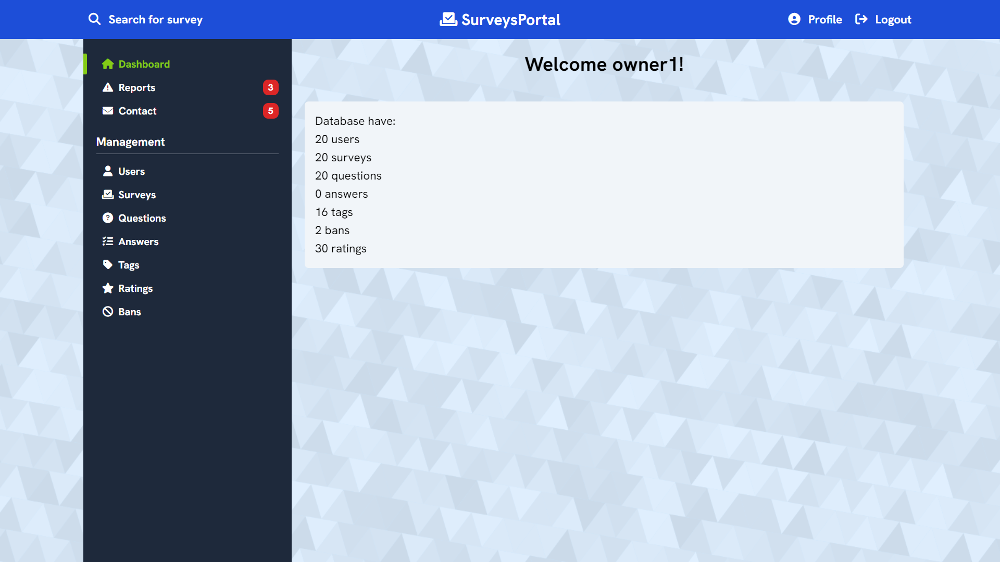 Search for survey
SurveysPortal
Profile
Logout
Dashboard
Reports
3
Contact
5
Management
Users
Surveys
Questions
Answers
Tags
Ratings
Bans
Welcome owner1!
Database have:
20 users
20 surveys
20 questions
0 answers
16 tags
2 bans
30 ratings